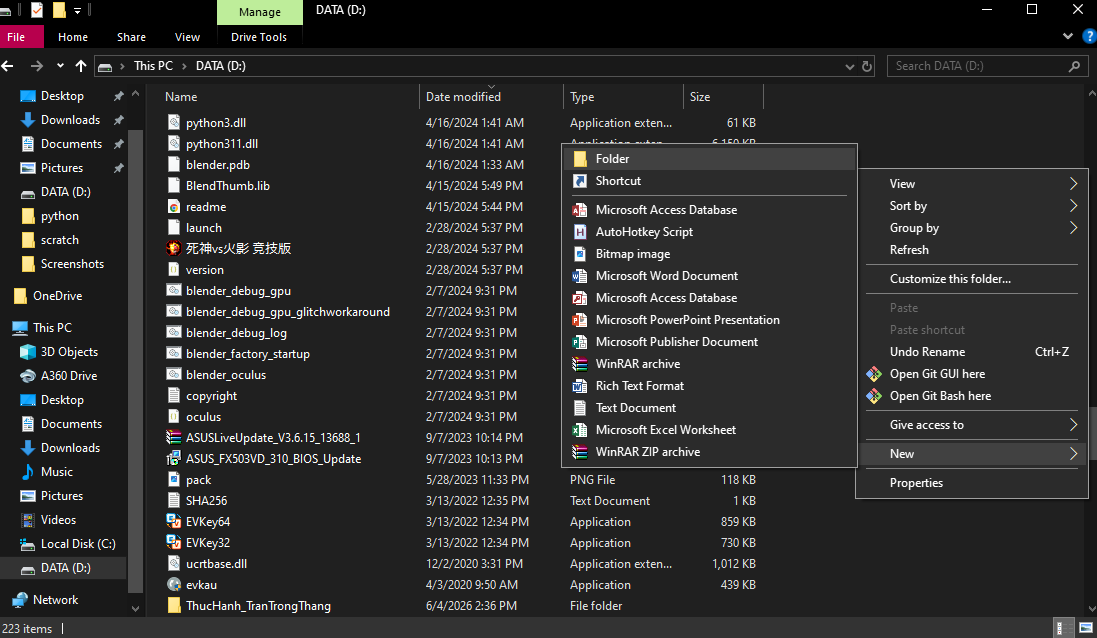 Manage
DATA (D:)
File
Home
Share
View
Drive Tools
This PC
DATA (D:)
Search DATA (D:)
Desktop
Downloads
Documents
Pictures
DATA (D:)
python
scratch
Screenshots
OneDrive
This PC
3D Objects
A360 Drive
Desktop
Documents
Downloads
Music
Pictures
Videos
Local Disk (C:)
DATA (D:)
Network
Name Date modified Type Size
python3.dll 4/16/2024 1:41 AM Application exten... 61 KB
python311.dll 4/16/2024 1:41 AM Application exten... 6,150 KB
blender.pdb 4/16/2024 1:33 AM
BlendThumb.lib 4/15/2024 5:49 PM
readme 4/15/2024 5:44 PM
launch 2/28/2024 5:37 PM
死神vs火影 竞技版 2/28/2024 5:37 PM
version 2/28/2024 5:37 PM
blender_debug_gpu 2/7/2024 9:31 PM
blender_debug_gpu_glitchworkaround 2/7/2024 9:31 PM
blender_debug_log 2/7/2024 9:31 PM
blender_factory_startup 2/7/2024 9:31 PM
blender_oculus 2/7/2024 9:31 PM
copyright 2/7/2024 9:31 PM
oculus 2/7/2024 9:31 PM
ASUSLiveUpdate_V3.6.15_13688_1 9/7/2023 10:14 PM
ASUS_FX503VD_310_BIOS_Update 9/7/2023 10:13 PM
pack 5/28/2023 11:33 PM PNG File 118 KB
SHA256 3/13/2022 12:35 PM Text Document 1 KB
EVKey64 3/13/2022 12:34 PM Application 859 KB
EVKey32 3/13/2022 12:34 PM Application 730 KB
ucrtbase.dll 12/2/2020 3:31 PM Application exten... 1,012 KB
evkau 4/3/2020 9:50 AM Application 439 KB
ThucHanh_TranTrongThang 6/4/2026 2:36 PM File folder
Folder
Shortcut
Microsoft Access Database
AutoHotkey Script
Bitmap image
Microsoft Word Document
Microsoft Access Database
Microsoft PowerPoint Presentation
Microsoft Publisher Document
WinRAR archive
Rich Text Format
Text Document
Microsoft Excel Worksheet
WinRAR ZIP archive
View
Sort by
Group by
Refresh
Customize this folder...
Paste
Paste shortcut
Undo Rename Ctrl+Z
Open Git GUI here
Open Git Bash here
Give access to
New
Properties
223 items